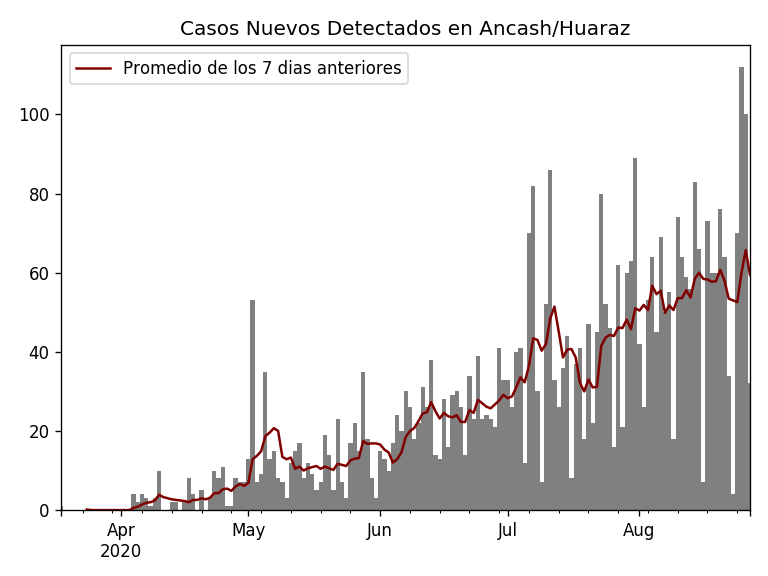 Casos Nuevos Detectados en Ancash/Huaraz
Promedio de los 7 dias anteriores
100
80
60
40
20
0
Apr
2020
May
Jun
Jul
Aug